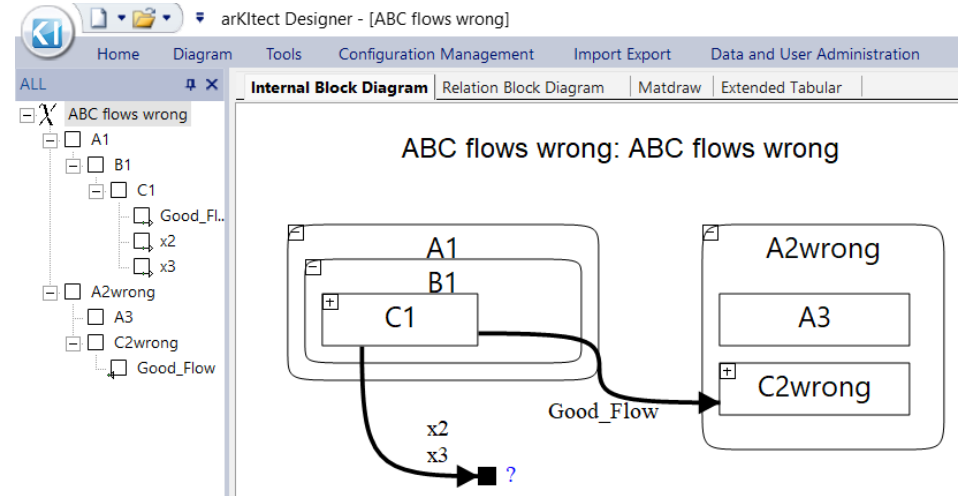 KI
arKItect Designer - [ABC flows wrong]
Home Diagram Tools Configuration Management Import Export Data and User Administration
ALL
Internal Block Diagram Relation Block Diagram Matdraw Extended Tabular
ABC flows wrong
A1
B1
C1
Good_Fl..
x2
x3
A2wrong
A3
C2wrong
Good_Flow
ABC flows wrong: ABC flows wrong
A1
B1
C1
A2wrong
A3
C2wrong
Good_Flow
x2
x3
?